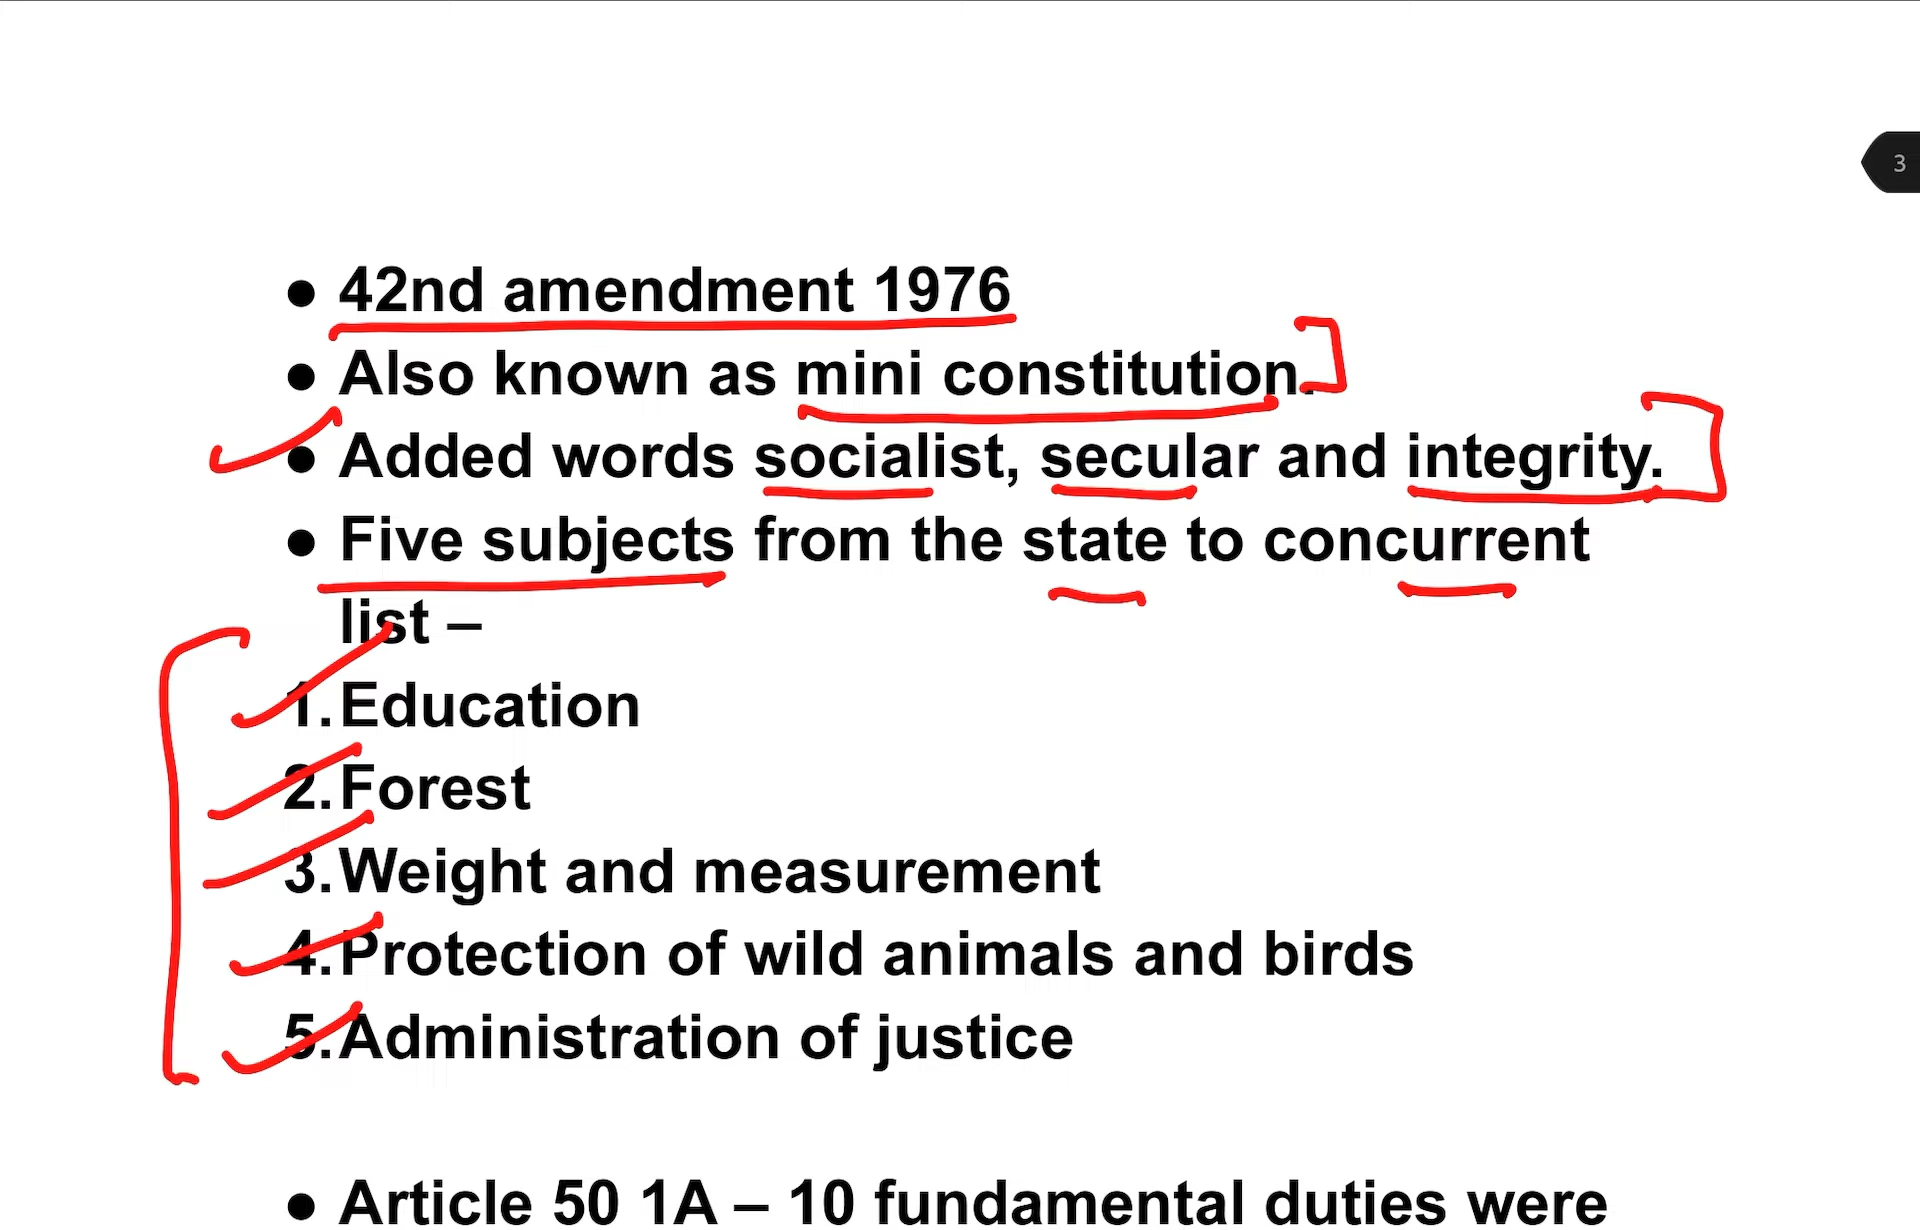 3
● 42nd amendment 1976
● Also known as mini constitution.
● Added words socialist, secular and integrity.
● Five subjects from the state to concurrent
list –
1. Education
2. Forest
3. Weight and measurement
4. Protection of wild animals and birds
5. Administration of justice
● Article 50 1A – 10 fundamental duties were